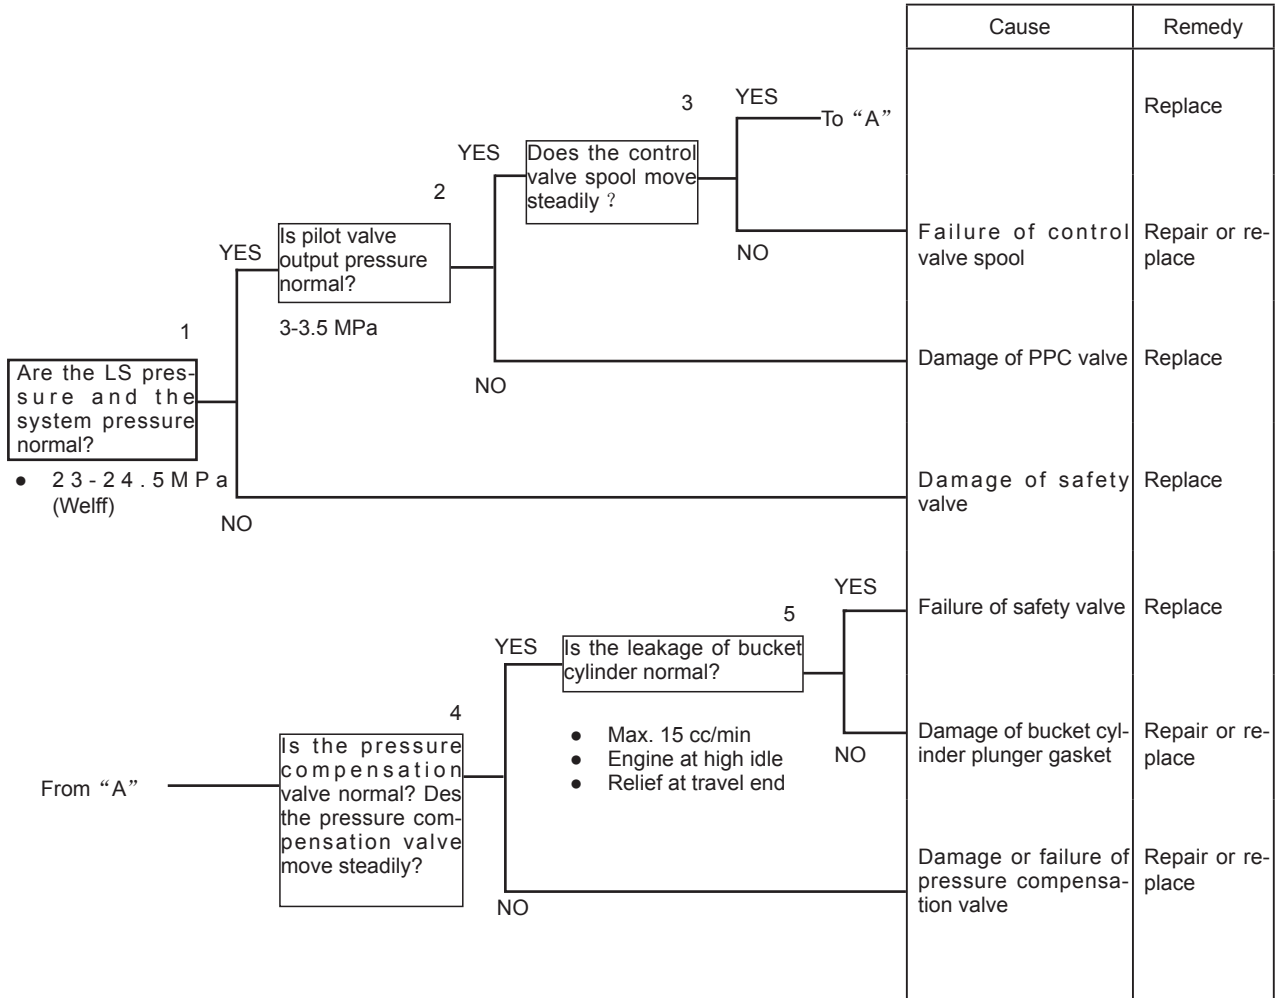 Cause
Remedy
3
YES
To “A”
Replace
YES
Does the control
valve spool move
steadily ?
2
NO
Failure of control
valve spool
Repair or re-
place
YES
Is pilot valve
output pressure
normal?
3-3.5 MPa
1
NO
Damage of PPC valve
Replace
Are the LS pres-
sure and the
system pressure
normal?
● 23-24.5MPa
(Welff)
NO
Damage of safety
valve
Replace
YES
Failure of safety valve
Replace
5
YES
Is the leakage of bucket
cylinder normal?
● Max. 15 cc/min
● Engine at high idle
● Relief at travel end
NO
Damage of bucket cyl-
inder plunger gasket
Repair or re-
place
4
From “A”
Is the pressure
compensation
valve normal? Des
the pressure com-
pensation valve
move steadily?
NO
Damage or failure of
pressure compensa-
tion valve
Repair or re-
place